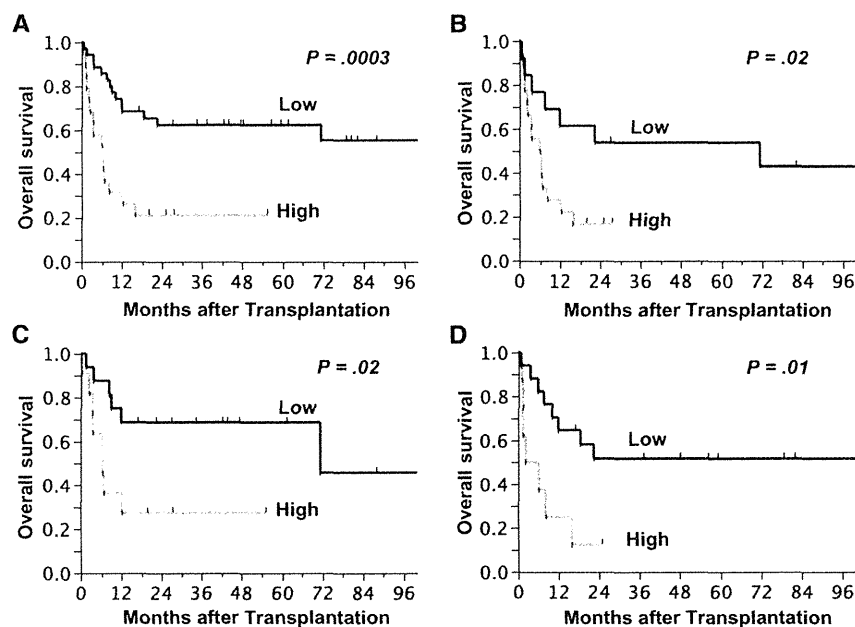 A
P = .0003
Overall survival
1.0
0.8
0.6
0.4
0.2
0.0
Low
High
0 12 24 36 48 60 72 84 96
Months after Transplantation
B
P = .02
Overall survival
1.0
0.8
0.6
0.4
0.2
0.0
Low
High
0 12 24 36 48 60 72 84 96
Months after Transplantation
C
P = .02
Overall survival
1.0
0.8
0.6
0.4
0.2
0.0
Low
High
0 12 24 36 48 60 72 84 96
Months after Transplantation
D
P = .01
Overall survival
1.0
0.8
0.6
0.4
0.2
0.0
Low
High
0 12 24 36 48 60 72 84 96
Months after Transplantation